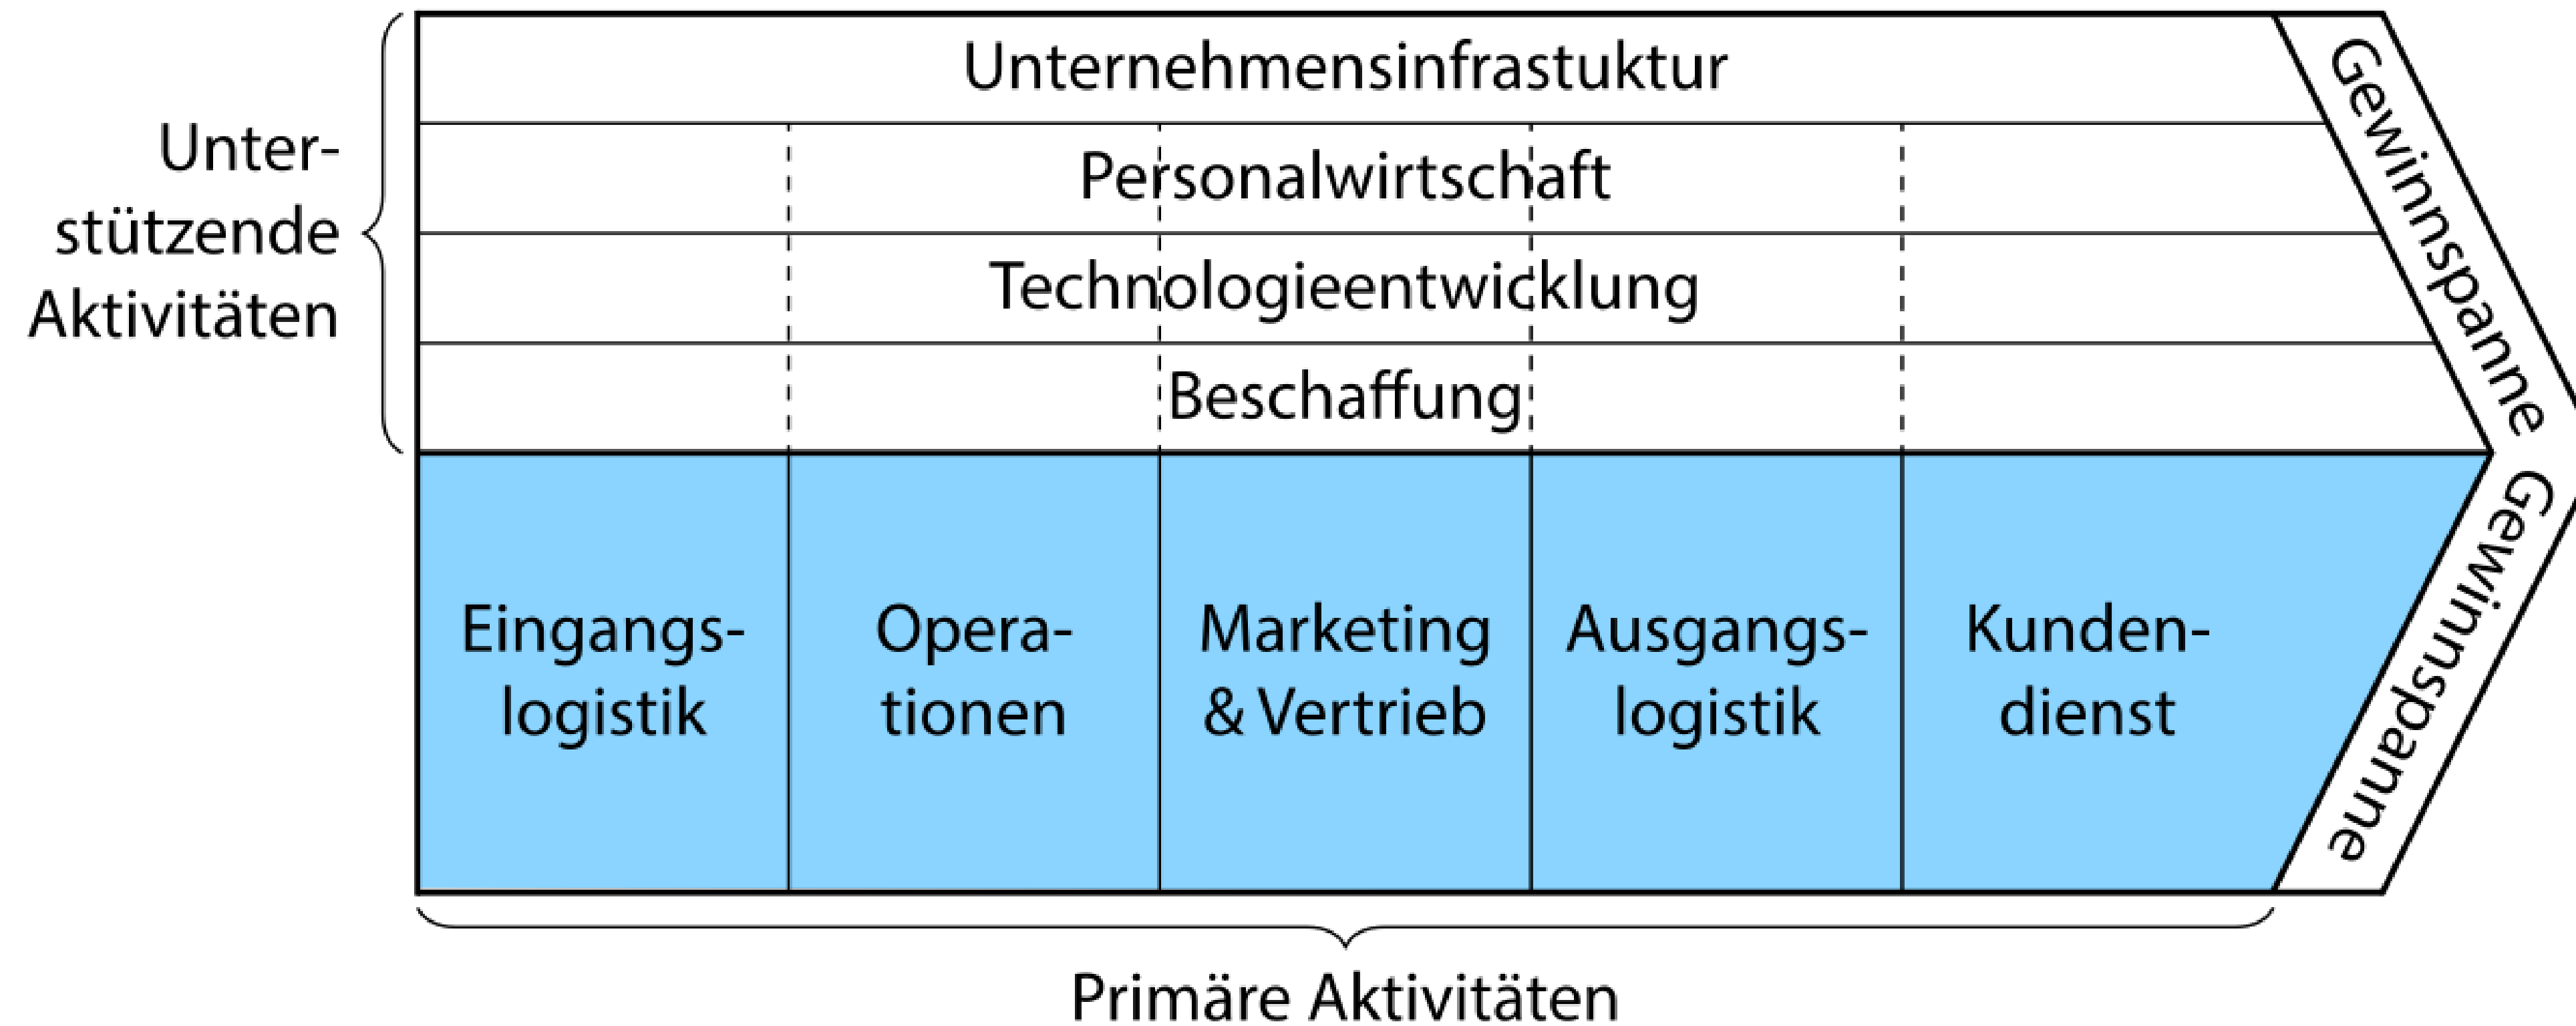 Unternehmensinfrastuktur
Unter-
stützende
Aktivitäten
Personalwirtschaft
Technologieentwicklung
Beschaffung
Gewinnspanne
Eingangs-
logistik
Opera-
tionen
Marketing
& Vertrieb
Ausgangs-
logistik
Kunden-
dienst
Gewinnspanne
Primäre Aktivitäten